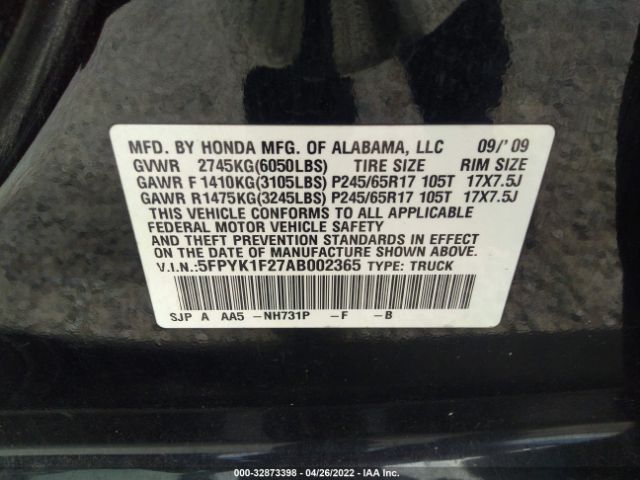 MFD. BY HONDA MFG. OF ALABAMA, LLC 09/'09
GVWR 2745KG(6050LBS) TIRE SIZE RIM SIZE
GAWR F 1410KG(3105LBS) P245/65R17 105T 17X7.5J
GAWR R1475KG(3245LBS) P245/65R17 105T 17X7.5J
THIS VEHICLE CONFORMS TO ALL APPLICABLE
FEDERAL MOTOR VEHICLE SAFETY
AND THEFT PREVENTION STANDARDS IN EFFECT
ON THE DATE OF MANUFACTURE SHOWN ABOVE.
V.I.N.:5FPYK1F27AB002365 TYPE: TRUCK
SJP A AA5 -NH731P -F -B
000-32873398 - 04/26/2022 - IAA Inc.